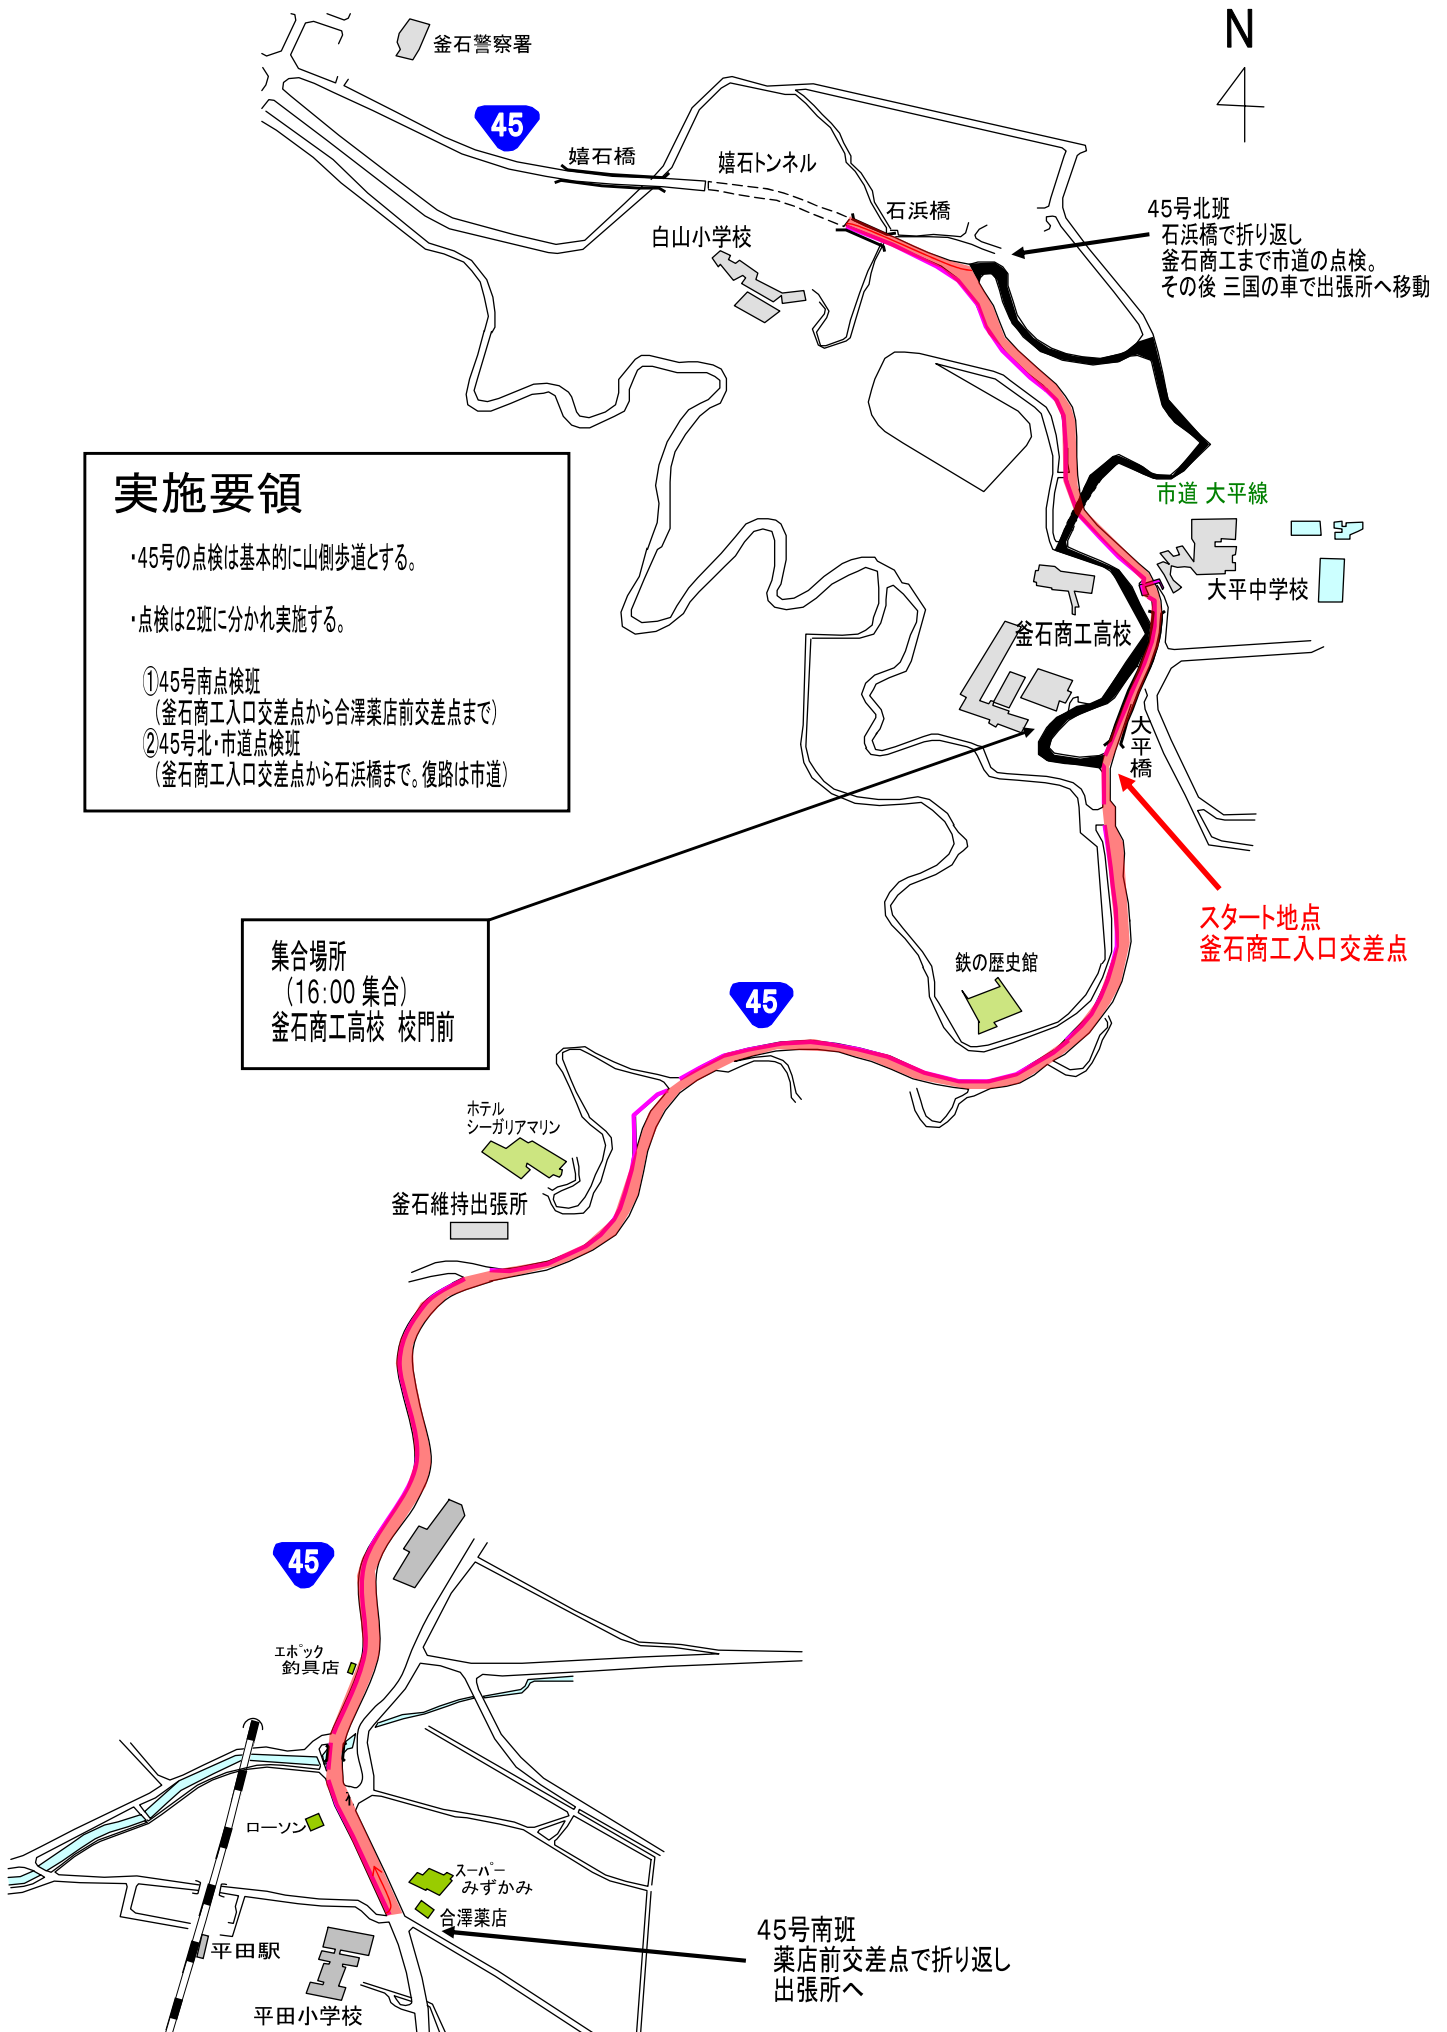 N
釜石警察署
45
嬉石橋
嬉石トンネル
石浜橋
白山小学校
45号北班
石浜橋で折り返し
釜石商工まで市道の点検。
その後 三国の車で出張所へ移動
実施要領
・45号の点検は基本的に山側歩道とする。
・点検は2班に分かれ実施する。
①45号南点検班
(釜石商工入口交差点から合澤薬店前交差点まで)
②45号北・市道点検班
(釜石商工入口交差点から石浜橋まで。復路は市道)
市道 大平線
大平中学校
釜石商工高校
大平橋
スタート地点
釜石商工入口交差点
集合場所
(16:00 集合)
釜石商工高校 校門前
鉄の歴史館
45
ホテル
シーガリアマリン
釜石維持出張所
45
エポック
釣具店
ローソン
スーパー
みずかみ
合澤薬店
平田駅
平田小学校
45号南班
薬店前交差点で折り返し
出張所へ